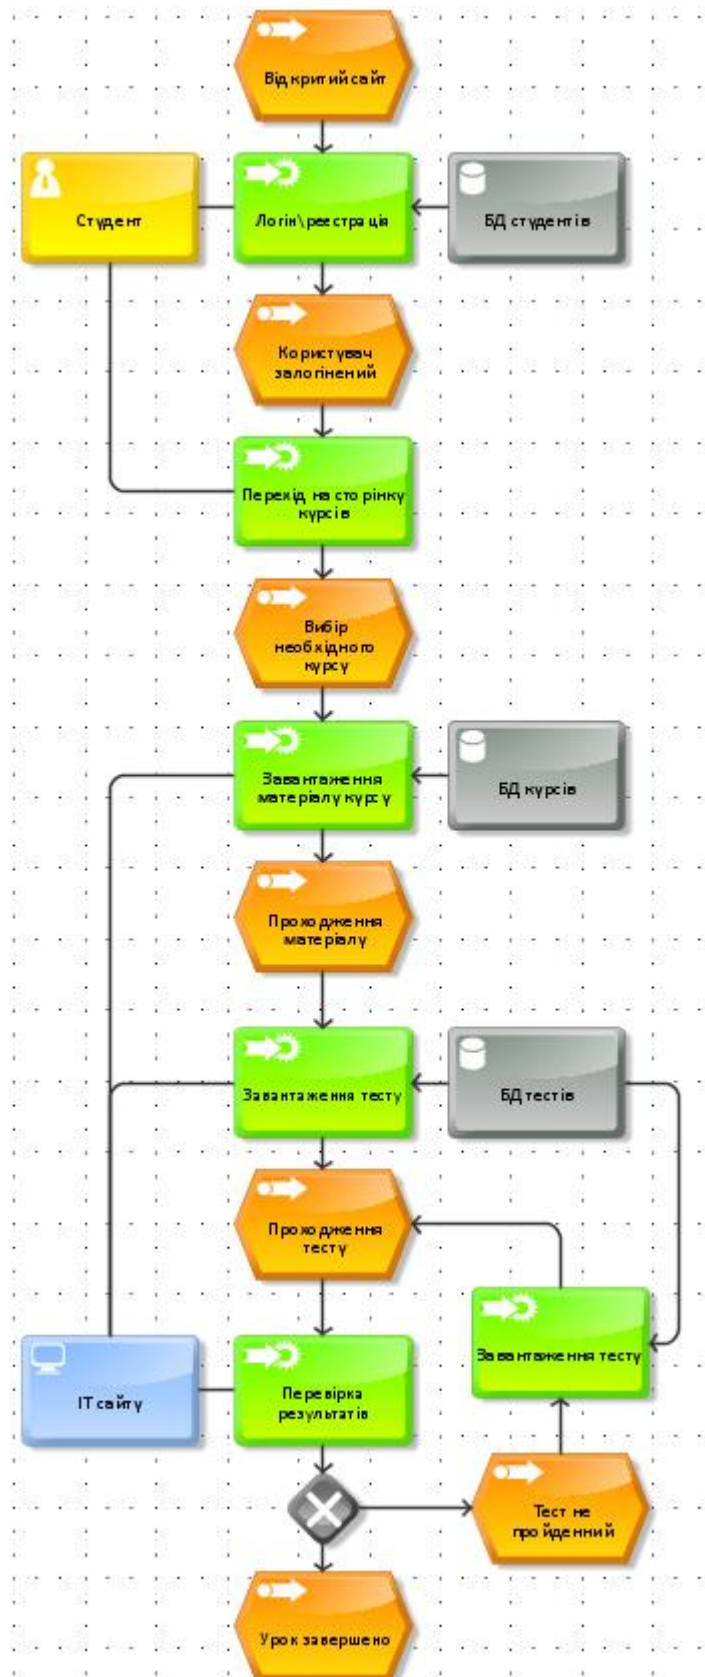 Відкритий сайт
Студент
Логін\реєстрація
БД студентів
Користувач
залогінений
Перехід на сторінку
курсів
Вибір
необхідного
курсу
Завантаження
матеріалу курсу
БД курсів
Проходження
матеріалу
Завантаження тесту
БД тестів
Проходження
тесту
Завантаження тесту
ІТ сайту
Перевірка
результатів
Тест не
пройденний
Урок завершено